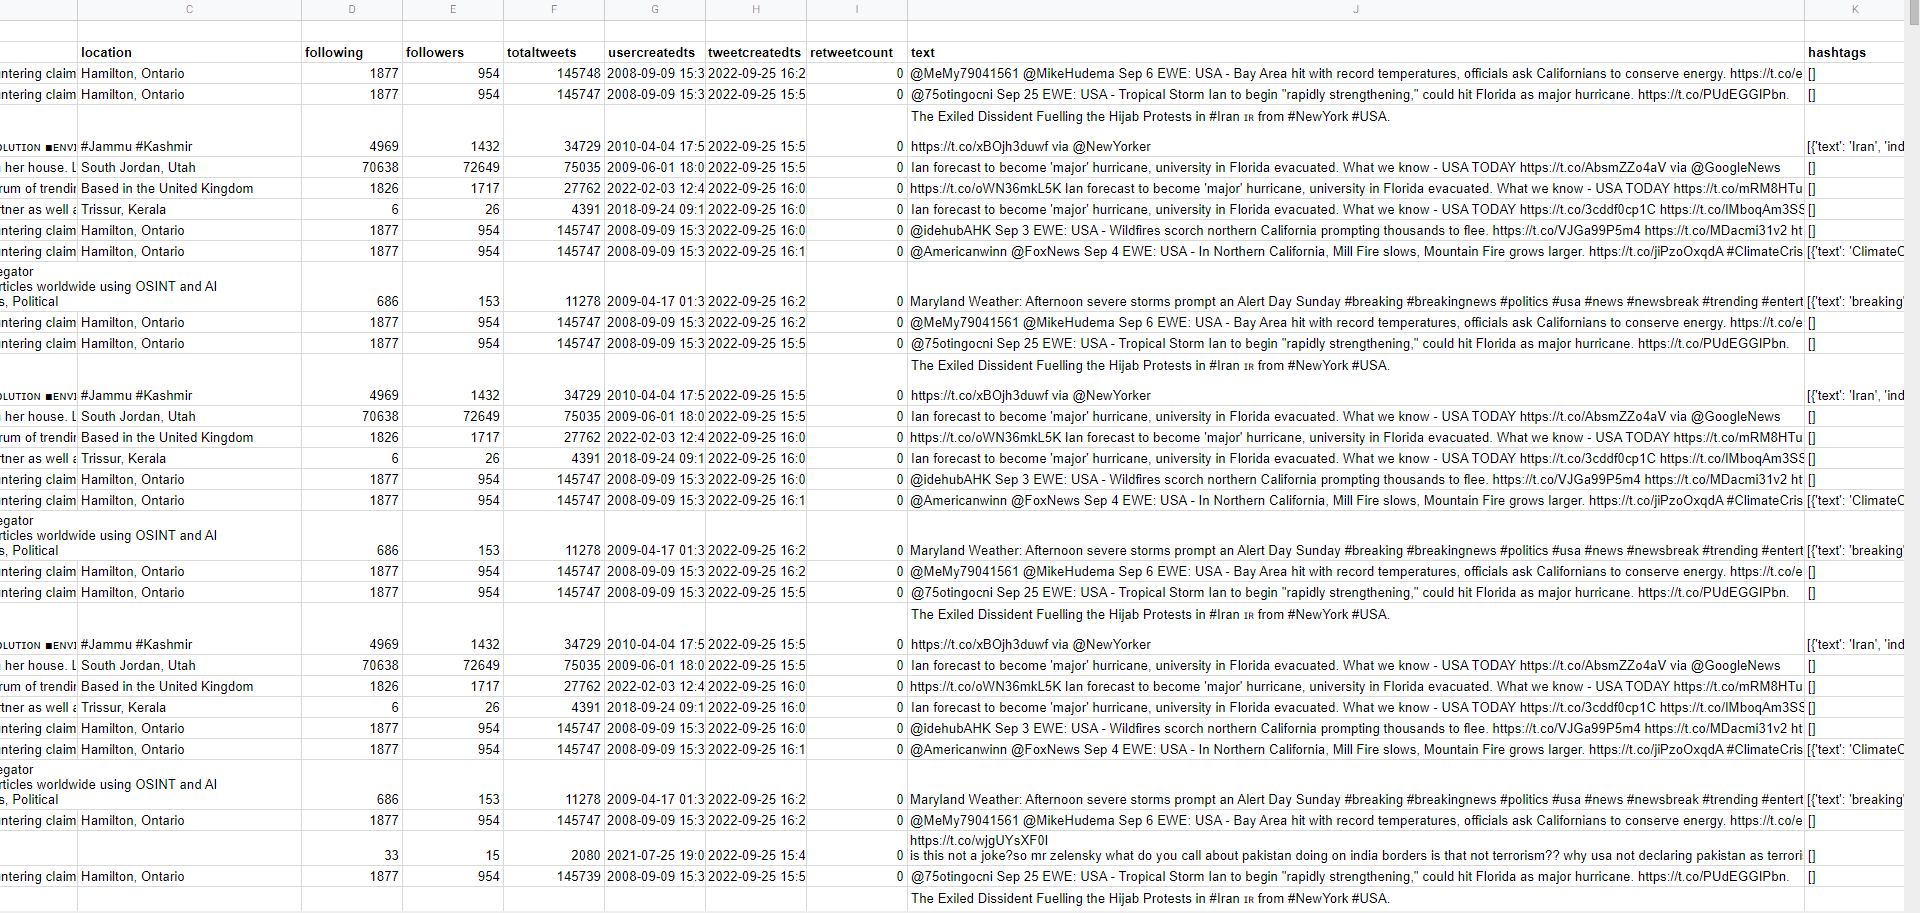 C D E F G H I J K
location following followers totaltweets usercreatedts tweetcreatedts retweetcount text hashtags
ntering claim Hamilton, Ontario 1877 954 145748 2008-09-09 15:3 2022-09-25 16:2 0 @MeMy79041561 @MikeHudema Sep 6 EWE: USA - Bay Area hit with record temperatures, officials ask Californians to conserve energy. https://t.co/e []
ntering claim Hamilton, Ontario 1877 954 145747 2008-09-09 15:3 2022-09-25 15:5 0 @75otingocni Sep 25 EWE: USA - Tropical Storm Ian to begin "rapidly strengthening," could hit Florida as major hurricane. https://t.co/PUdEGGIPbn. []
The Exiled Dissident Fuelling the Hijab Protests in #Iran ɪʀ from #NewYork #USA.
OLUTION ■ENVI #Jammu #Kashmir 4969 1432 34729 2010-04-04 17:5 2022-09-25 15:5 0 https://t.co/xBOjh3duwf via @NewYorker [{'text': 'Iran', 'ind
her house. L South Jordan, Utah 70638 72649 75035 2009-06-01 18:0 2022-09-25 15:5 0 Ian forecast to become 'major' hurricane, university in Florida evacuated. What we know - USA TODAY https://t.co/AbsmZZo4aV via @GoogleNews []
rum of trendin Based in the United Kingdom 1826 1717 27762 2022-02-03 12:4 2022-09-25 16:0 0 https://t.co/oWN36mkL5K Ian forecast to become 'major' hurricane, university in Florida evacuated. What we know - USA TODAY https://t.co/mRM8HTu []
rtner as well a Trissur, Kerala 6 26 4391 2018-09-24 09:1 2022-09-25 16:0 0 Ian forecast to become 'major' hurricane, university in Florida evacuated. What we know - USA TODAY https://t.co/3cddf0cp1C https://t.co/IMboqAm3SS []
ntering claim Hamilton, Ontario 1877 954 145747 2008-09-09 15:3 2022-09-25 16:0 0 @idehubAHK Sep 3 EWE: USA - Wildfires scorch northern California prompting thousands to flee. https://t.co/VJGa99P5m4 https://t.co/MDacmi31v2 ht []
ntering claim Hamilton, Ontario 1877 954 145747 2008-09-09 15:3 2022-09-25 16:1 0 @Americanwinn @FoxNews Sep 4 EWE: USA - In Northern California, Mill Fire slows, Mountain Fire grows larger. https://t.co/jiPzoOxqdA #ClimateCris [{'text': 'ClimateC
egator
rticles worldwide using OSINT and AI
s, Political 686 153 11278 2009-04-17 01:3 2022-09-25 16:2 0 Maryland Weather: Afternoon severe storms prompt an Alert Day Sunday #breaking #breakingnews #politics #usa #news #newsbreak #trending #entert [{'text': 'breaking'
ntering claim Hamilton, Ontario 1877 954 145747 2008-09-09 15:3 2022-09-25 16:2 0 @MeMy79041561 @MikeHudema Sep 6 EWE: USA - Bay Area hit with record temperatures, officials ask Californians to conserve energy. https://t.co/e []
ntering claim Hamilton, Ontario 1877 954 145747 2008-09-09 15:3 2022-09-25 15:5 0 @75otingocni Sep 25 EWE: USA - Tropical Storm Ian to begin "rapidly strengthening," could hit Florida as major hurricane. https://t.co/PUdEGGIPbn. []
The Exiled Dissident Fuelling the Hijab Protests in #Iran ɪʀ from #NewYork #USA.
OLUTION ■ENVI #Jammu #Kashmir 4969 1432 34729 2010-04-04 17:5 2022-09-25 15:5 0 https://t.co/xBOjh3duwf via @NewYorker [{'text': 'Iran', 'ind
her house. L South Jordan, Utah 70638 72649 75035 2009-06-01 18:0 2022-09-25 15:5 0 Ian forecast to become 'major' hurricane, university in Florida evacuated. What we know - USA TODAY https://t.co/AbsmZZo4aV via @GoogleNews []
rum of trendin Based in the United Kingdom 1826 1717 27762 2022-02-03 12:4 2022-09-25 16:0 0 https://t.co/oWN36mkL5K Ian forecast to become 'major' hurricane, university in Florida evacuated. What we know - USA TODAY https://t.co/mRM8HTu []
rtner as well a Trissur, Kerala 6 26 4391 2018-09-24 09:1 2022-09-25 16:0 0 Ian forecast to become 'major' hurricane, university in Florida evacuated. What we know - USA TODAY https://t.co/3cddf0cp1C https://t.co/IMboqAm3SS []
ntering claim Hamilton, Ontario 1877 954 145747 2008-09-09 15:3 2022-09-25 16:0 0 @idehubAHK Sep 3 EWE: USA - Wildfires scorch northern California prompting thousands to flee. https://t.co/VJGa99P5m4 https://t.co/MDacmi31v2 ht []
ntering claim Hamilton, Ontario 1877 954 145747 2008-09-09 15:3 2022-09-25 16:1 0 @Americanwinn @FoxNews Sep 4 EWE: USA - In Northern California, Mill Fire slows, Mountain Fire grows larger. https://t.co/jiPzoOxqdA #ClimateCris [{'text': 'ClimateC
egator
rticles worldwide using OSINT and AI
s, Political 686 153 11278 2009-04-17 01:3 2022-09-25 16:2 0 Maryland Weather: Afternoon severe storms prompt an Alert Day Sunday #breaking #breakingnews #politics #usa #news #newsbreak #trending #entert [{'text': 'breaking'
ntering claim Hamilton, Ontario 1877 954 145747 2008-09-09 15:3 2022-09-25 16:2 0 @MeMy79041561 @MikeHudema Sep 6 EWE: USA - Bay Area hit with record temperatures, officials ask Californians to conserve energy. https://t.co/e []
ntering claim Hamilton, Ontario 1877 954 145747 2008-09-09 15:3 2022-09-25 15:5 0 @75otingocni Sep 25 EWE: USA - Tropical Storm Ian to begin "rapidly strengthening," could hit Florida as major hurricane. https://t.co/PUdEGGIPbn. []
The Exiled Dissident Fuelling the Hijab Protests in #Iran ɪʀ from #NewYork #USA.
OLUTION ■ENVI #Jammu #Kashmir 4969 1432 34729 2010-04-04 17:5 2022-09-25 15:5 0 https://t.co/xBOjh3duwf via @NewYorker [{'text': 'Iran', 'ind
her house. L South Jordan, Utah 70638 72649 75035 2009-06-01 18:0 2022-09-25 15:5 0 Ian forecast to become 'major' hurricane, university in Florida evacuated. What we know - USA TODAY https://t.co/AbsmZZo4aV via @GoogleNews []
rum of trendin Based in the United Kingdom 1826 1717 27762 2022-02-03 12:4 2022-09-25 16:0 0 https://t.co/oWN36mkL5K Ian forecast to become 'major' hurricane, university in Florida evacuated. What we know - USA TODAY https://t.co/mRM8HTu []
rtner as well a Trissur, Kerala 6 26 4391 2018-09-24 09:1 2022-09-25 16:0 0 Ian forecast to become 'major' hurricane, university in Florida evacuated. What we know - USA TODAY https://t.co/3cddf0cp1C https://t.co/IMboqAm3SS []
ntering claim Hamilton, Ontario 1877 954 145747 2008-09-09 15:3 2022-09-25 16:0 0 @idehubAHK Sep 3 EWE: USA - Wildfires scorch northern California prompting thousands to flee. https://t.co/VJGa99P5m4 https://t.co/MDacmi31v2 ht []
ntering claim Hamilton, Ontario 1877 954 145747 2008-09-09 15:3 2022-09-25 16:1 0 @Americanwinn @FoxNews Sep 4 EWE: USA - In Northern California, Mill Fire slows, Mountain Fire grows larger. https://t.co/jiPzoOxqdA #ClimateCris [{'text': 'ClimateC
egator
rticles worldwide using OSINT and AI
s, Political 686 153 11278 2009-04-17 01:3 2022-09-25 16:2 0 Maryland Weather: Afternoon severe storms prompt an Alert Day Sunday #breaking #breakingnews #politics #usa #news #newsbreak #trending #entert [{'text': 'breaking'
ntering claim Hamilton, Ontario 1877 954 145747 2008-09-09 15:3 2022-09-25 16:2 0 @MeMy79041561 @MikeHudema Sep 6 EWE: USA - Bay Area hit with record temperatures, officials ask Californians to conserve energy. https://t.co/e []
https://t.co/wjgUYsXF0I
33 15 2080 2021-07-25 19:0 2022-09-25 15:4 0 is this not a joke?so mr zelensky what do you call about pakistan doing on india borders is that not terrorism?? why usa not declaring pakistan as terrori []
ntering claim Hamilton, Ontario 1877 954 145739 2008-09-09 15:3 2022-09-25 15:5 0 @75otingocni Sep 25 EWE: USA - Tropical Storm Ian to begin "rapidly strengthening," could hit Florida as major hurricane. https://t.co/PUdEGGIPbn. []
The Exiled Dissident Fuelling the Hijab Protests in #Iran ɪʀ from #NewYork #USA.